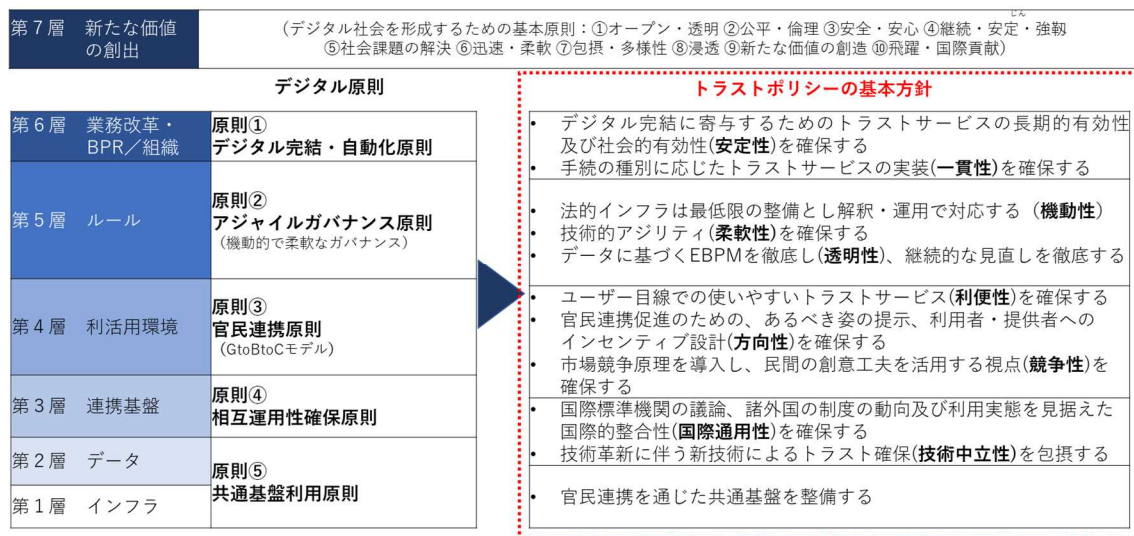 第7層　新たな価値の創出
じん
(デジタル社会を形成するための基本原則：①オープン・透明 ②公平・倫理 ③安全・安心 ④継続・安定・強靱
⑤社会課題の解決 ⑥迅速・柔軟 ⑦包摂・多様性 ⑧浸透 ⑨新たな価値の創造 ⑩飛躍・国際貢献)
デジタル原則
トラストポリシーの基本方針
第6層　業務改革・
BPR／組織
原則①
デジタル完結・自動化原則
• デジタル完結に寄与するためのトラストサービスの長期的有効性
及び社会的有効性(安定性)を確保する
• 手続の種別に応じたトラストサービスの実装(一貫性)を確保する
第5層　ルール
原則②
アジャイルガバナンス原則
（機動的で柔軟なガバナンス）
• 法的インフラは最低限の整備とし解釈・運用で対応する（機動性）
• 技術的アジリティ(柔軟性)を確保する
• データに基づくEBPMを徹底し(透明性)、継続的な見直しを徹底する
第4層　利活用環境
原則③
官民連携原則
（GtoBtoCモデル）
• ユーザー目線での使いやすいトラストサービス(利便性)を確保する
• 官民連携促進のための、あるべき姿の提示、利用者・提供者への
インセンティブ設計(方向性)を確保する
• 市場競争原理を導入し、民間の創意工夫を活用する視点(競争性)を
確保する
第3層　連携基盤
原則④
相互運用性確保原則
• 国際標準機関の議論、諸外国の制度の動向及び利用実態を見据えた
国際的整合性(国際通用性)を確保する
• 技術革新に伴う新技術によるトラスト確保(技術中立性)を包摂する
第2層　データ
第1層　インフラ
原則⑤
共通基盤利用原則
• 官民連携を通じた共通基盤を整備する